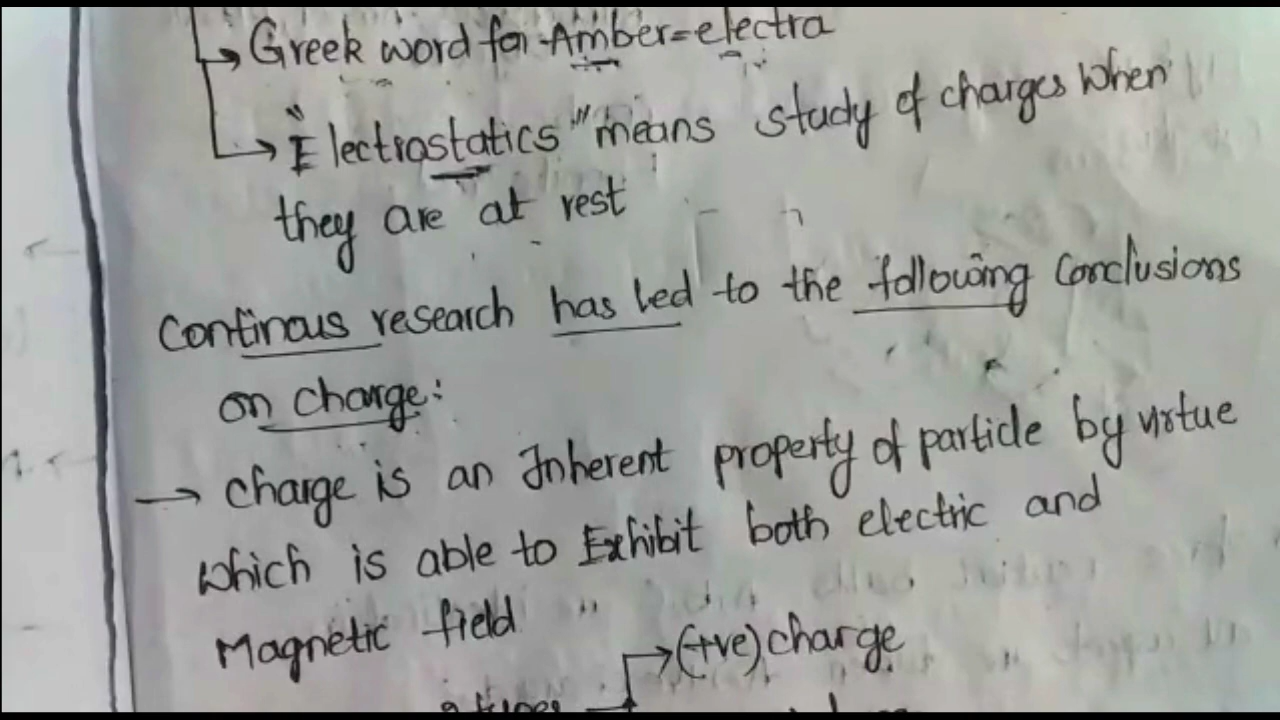 → Greek word for Amber = electra
→ "Electrostatics" means study of charges when
they are at rest
Continous research has led to the following Conclusions
on charge:
→ charge is an Inherent property of particle by virtue
which is able to Exhibit both electric and
Magnetic field "
→ (+ve) charge
2 types